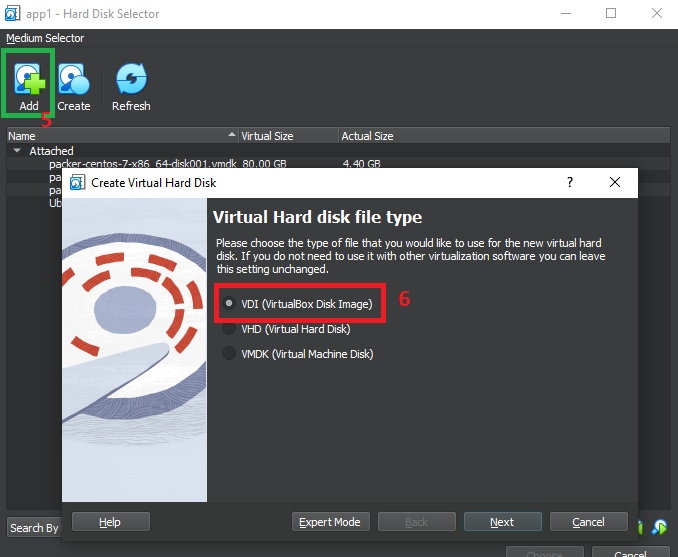 app1 - Hard Disk Selector
Medium Selector
Add Create Refresh
5
Name Virtual Size Actual Size
Attached
packer-centos-7-x86_64-disk001.vmdk 80.00 GB 4.40 GB
pa
pa
Ub
Create Virtual Hard Disk ?
Virtual Hard disk file type
Please choose the type of file that you would like to use for the new virtual hard
disk. If you do not need to use it with other virtualization software you can leave
this setting unchanged.
VDI (VirtualBox Disk Image) 6
VHD (Virtual Hard Disk)
VMDK (Virtual Machine Disk)
Search By
Help Expert Mode Back Next Cancel
Choose Cancel